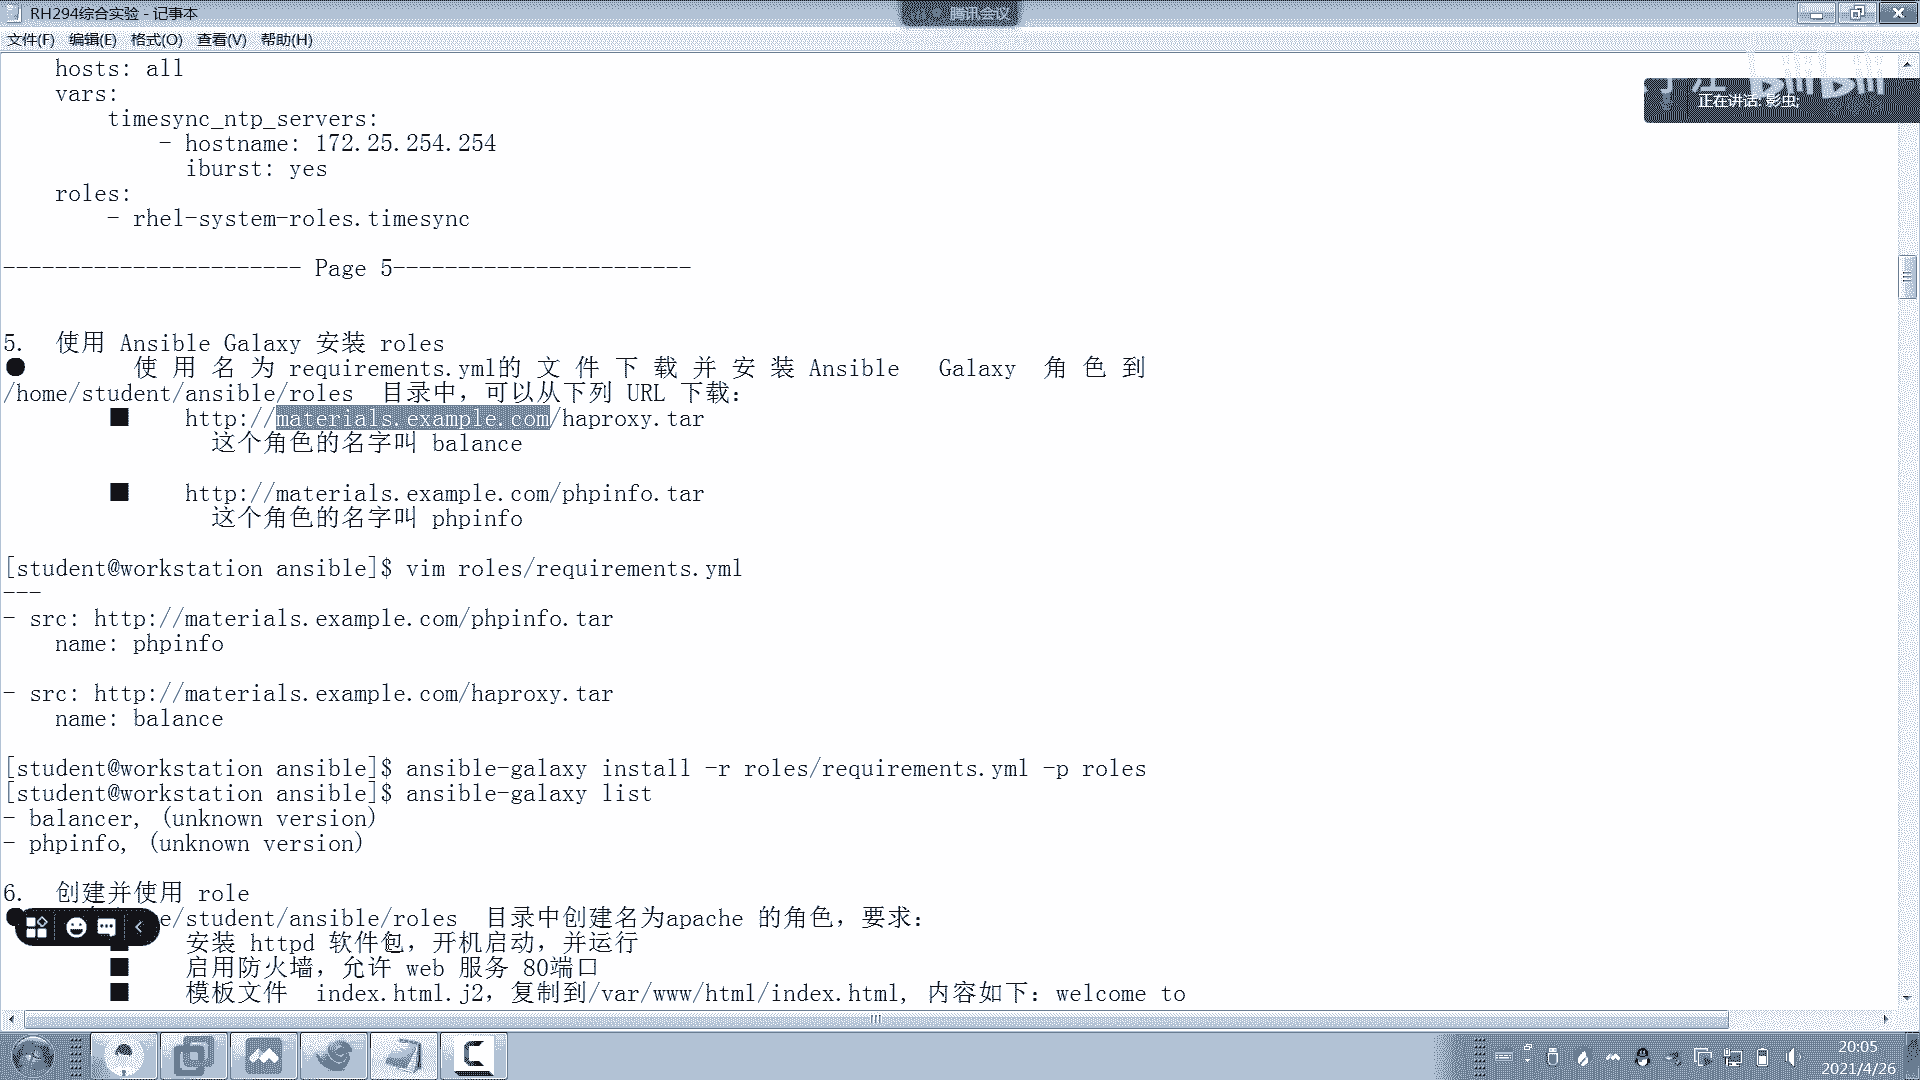 RH294综合实验 - 记事本
腾讯会议
文件(F) 编辑(E) 格式(O) 查看(V) 帮助(H)
正在讲话: 影虫;
hosts: all
vars:
timesync_ntp_servers:
- hostname: 172.25.254.254
iburst: yes
roles:
- rhel-system-roles.timesync
----------------------- Page 5-----------------------
5. 使用 Ansible Galaxy 安装 roles
● 使 用 名 为 requirements.yml的 文 件 下 载 并 安 装 Ansible Galaxy 角 色 到
/home/student/ansible/roles 目录中，可以从下列 URL 下载：
■ http://materials.example.com/haproxy.tar
这个角色的名字叫 balance
■ http://materials.example.com/phpinfo.tar
这个角色的名字叫 phpinfo
[student@workstation ansible]$ vim roles/requirements.yml
---
- src: http://materials.example.com/phpinfo.tar
name: phpinfo
- src: http://materials.example.com/haproxy.tar
name: balance
[student@workstation ansible]$ ansible-galaxy install -r roles/requirements.yml -p roles
[student@workstation ansible]$ ansible-galaxy list
- balancer, (unknown version)
- phpinfo, (unknown version)
6. 创建并使用 role
e/student/ansible/roles 目录中创建名为apache 的角色，要求：
安装 httpd 软件包，开机启动，并运行
■ 启用防火墙，允许 web 服务 80端口
■ 模板文件 index.html.j2，复制到/var/www/html/index.html, 内容如下：welcome to
20:05
2021/4/26